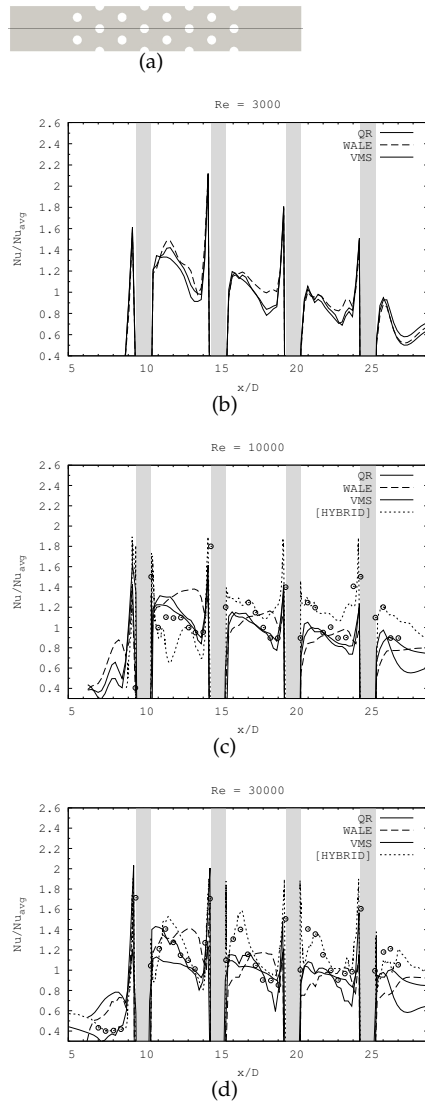 (a)
Re = 3000
QR
WALE
VMS
Nu/Nu_avg
2.6
2.4
2.2
2
1.8
1.6
1.4
1.2
1
0.8
0.6
0.4
5 10 15 20 25
x/D
(b)
Re = 10000
QR
WALE
VMS
[HYBRID]
Nu/Nu_avg
2.6
2.4
2.2
2
1.8
1.6
1.4
1.2
1
0.8
0.6
0.4
5 10 15 20 25
x/D
(c)
Re = 30000
QR
WALE
VMS
[HYBRID]
Nu/Nu_avg
2.6
2.4
2.2
2
1.8
1.6
1.4
1.2
1
0.8
0.6
0.4
5 10 15 20 25
x/D
(d)